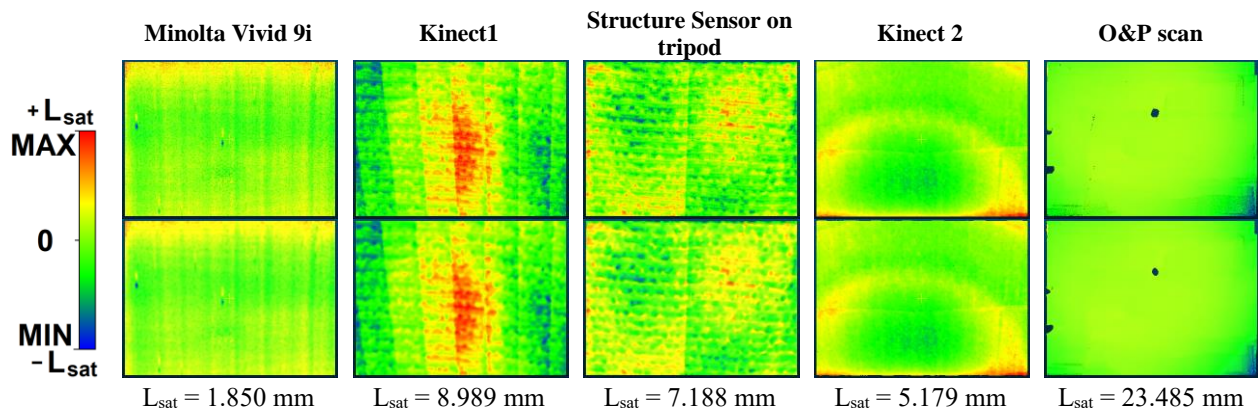 Minolta Vivid 9i
Kinect1
Structure Sensor on
tripod
Kinect 2
O&P scan
+Lsat
MAX
0
MIN
−Lsat
Lsat = 1.850 mm
Lsat = 8.989 mm
Lsat = 7.188 mm
Lsat = 5.179 mm
Lsat = 23.485 mm